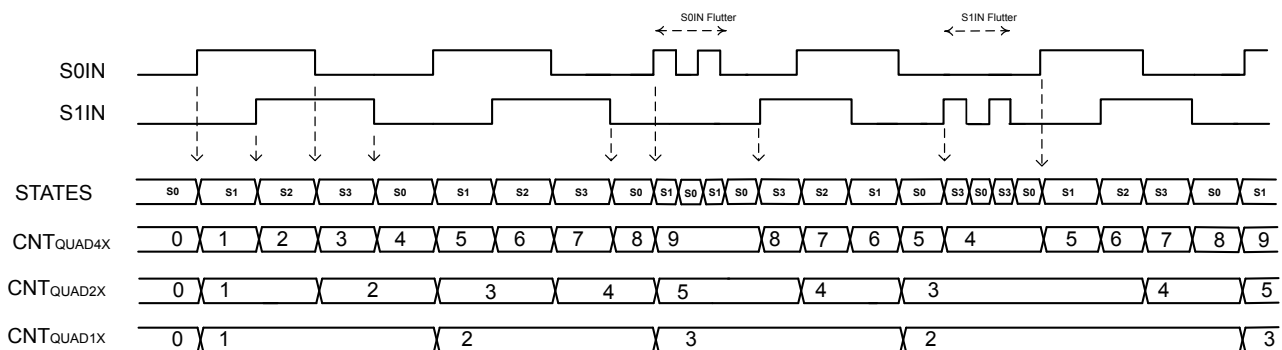 S0IN Flutter S1IN Flutter
S0IN
S1IN
STATES S0 S1 S2 S3 S0 S1 S2 S3 S0 S1 S0 S1 S0 S3 S2 S1 S0 S3 S0 S3 S0 S1 S2 S3 S0 S1
CNTQUAD4X 0 1 2 3 4 5 6 7 8 9 8 7 6 5 4 5 6 7 8 9
CNTQUAD2X 0 1 2 3 4 5 4 3 4 5
CNTQUAD1X 0 1 2 3 2 3